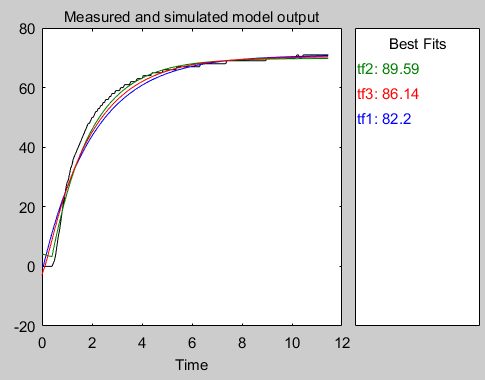 Measured and simulated model output
Best Fits
tf2: 89.59
tf3: 86.14
tf1: 82.2
80
60
40
20
0
-20
0 2 4 6 8 10 12
Time